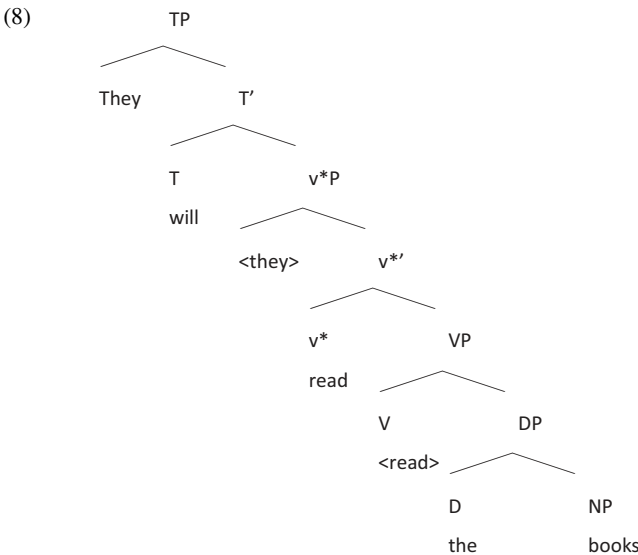 (8) TP
They T’
T v*P
will
<they> v*’
v* VP
read
V DP
<read>
D NP
the books